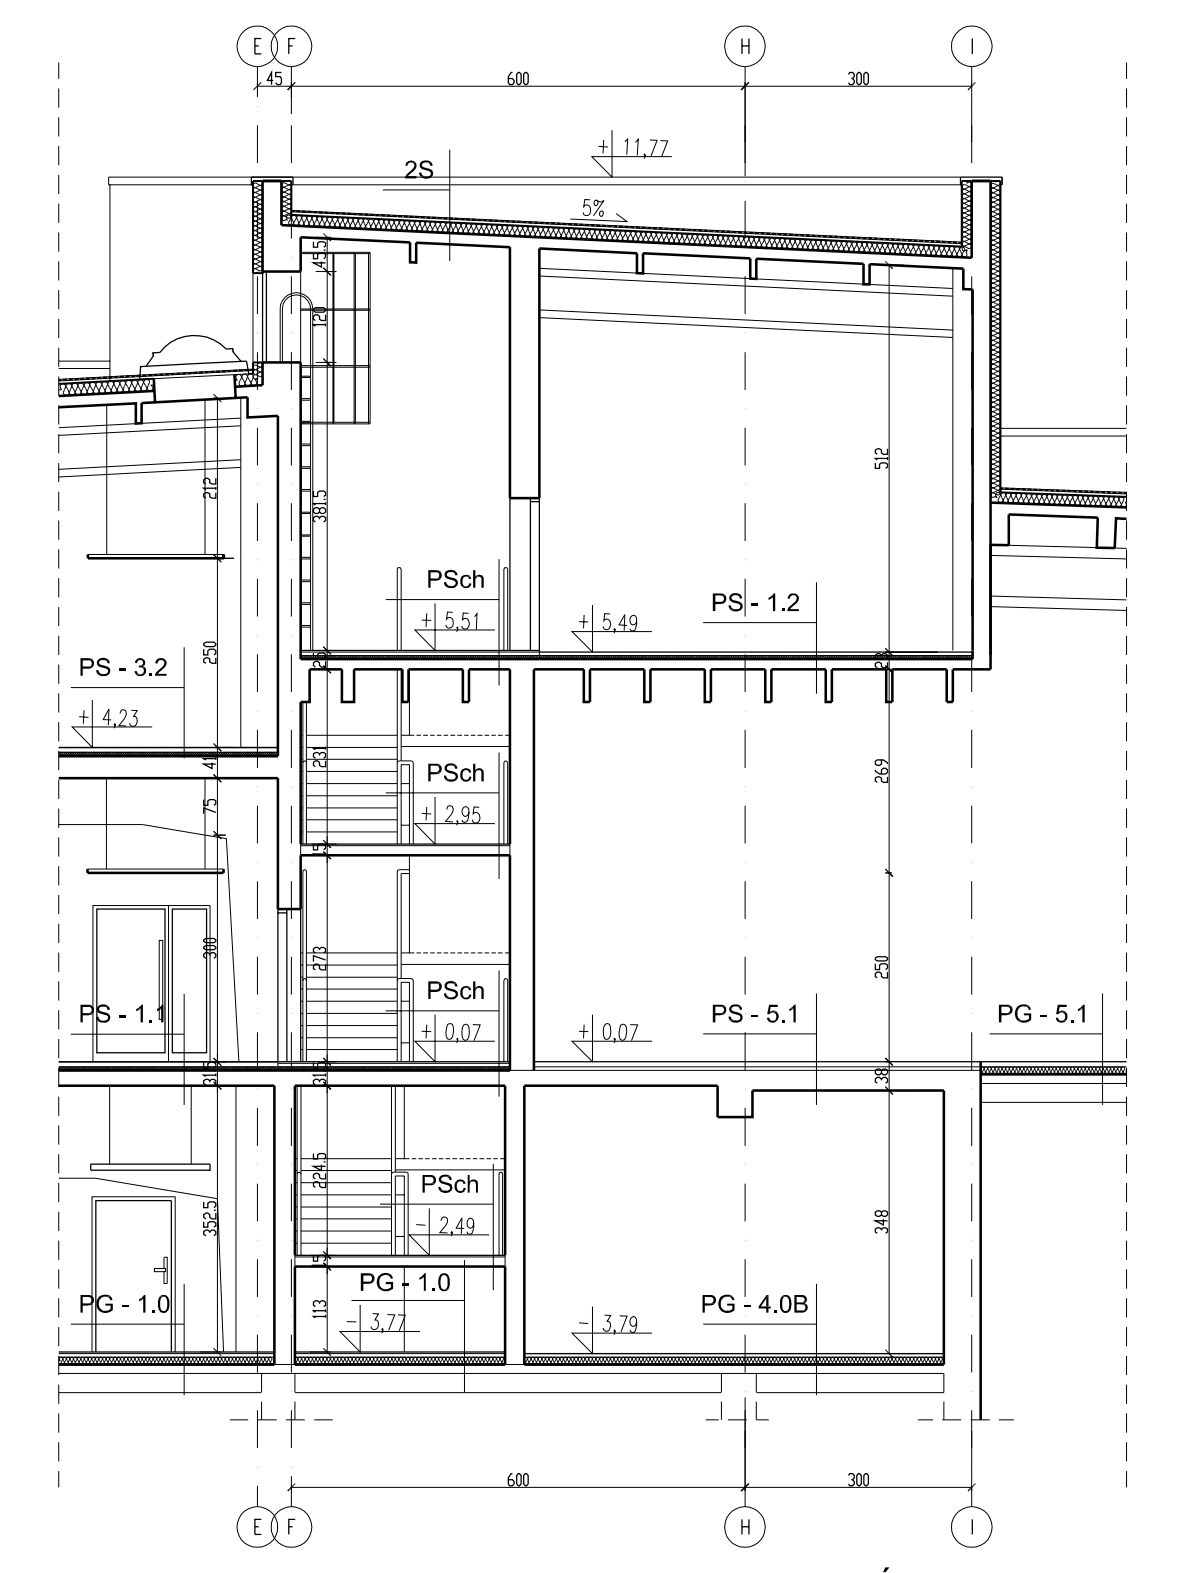 E F H I
45 600 300
+ 11,77
2S
5%
45.5
120
512
212
381.5
PSch
PS - 1.2
+ 5,51
+ 5,49
250
PS - 3.2
25
+ 4,23
41
231
PSch
269
75
+ 2,95
15
300
273
250
PSch
PS - 1.1
PS - 5.1
PG - 5.1
+ 0,07
+ 0,07
38
224.5
PSch
352.5
- 2,49
348
15
PG - 1.0
PG - 1.0
PG - 4.0B
113
- 3,77
- 3,79
600 300
E F H I